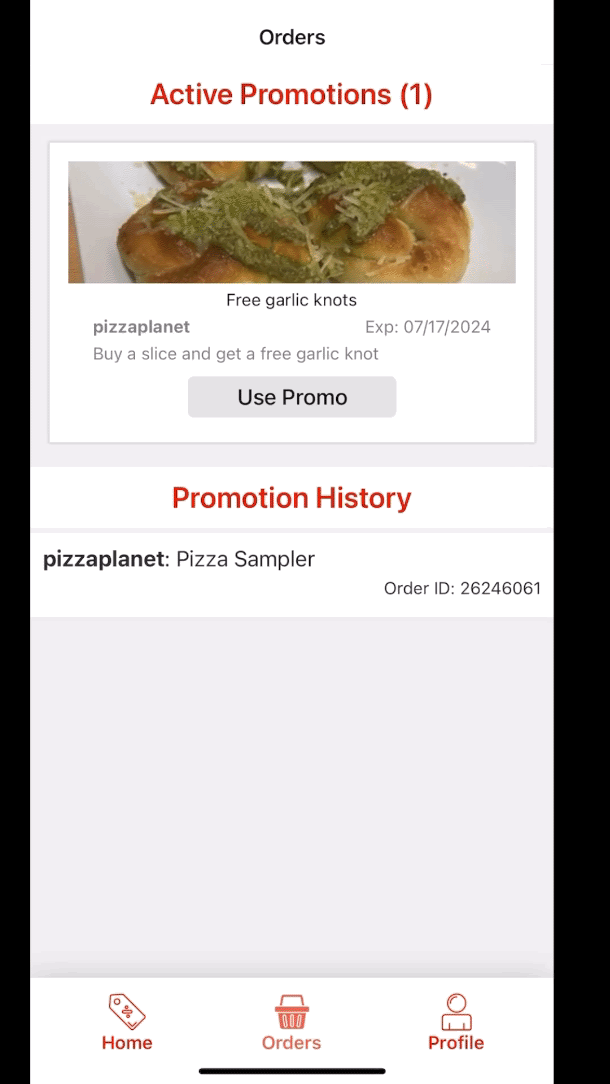 Orders
Active Promotions (1)
Free garlic knots
pizzaplanet Exp: 07/17/2024
Buy a slice and get a free garlic knot
Use Promo
Promotion History
pizzaplanet: Pizza Sampler
Order ID: 26246061
Home Orders Profile